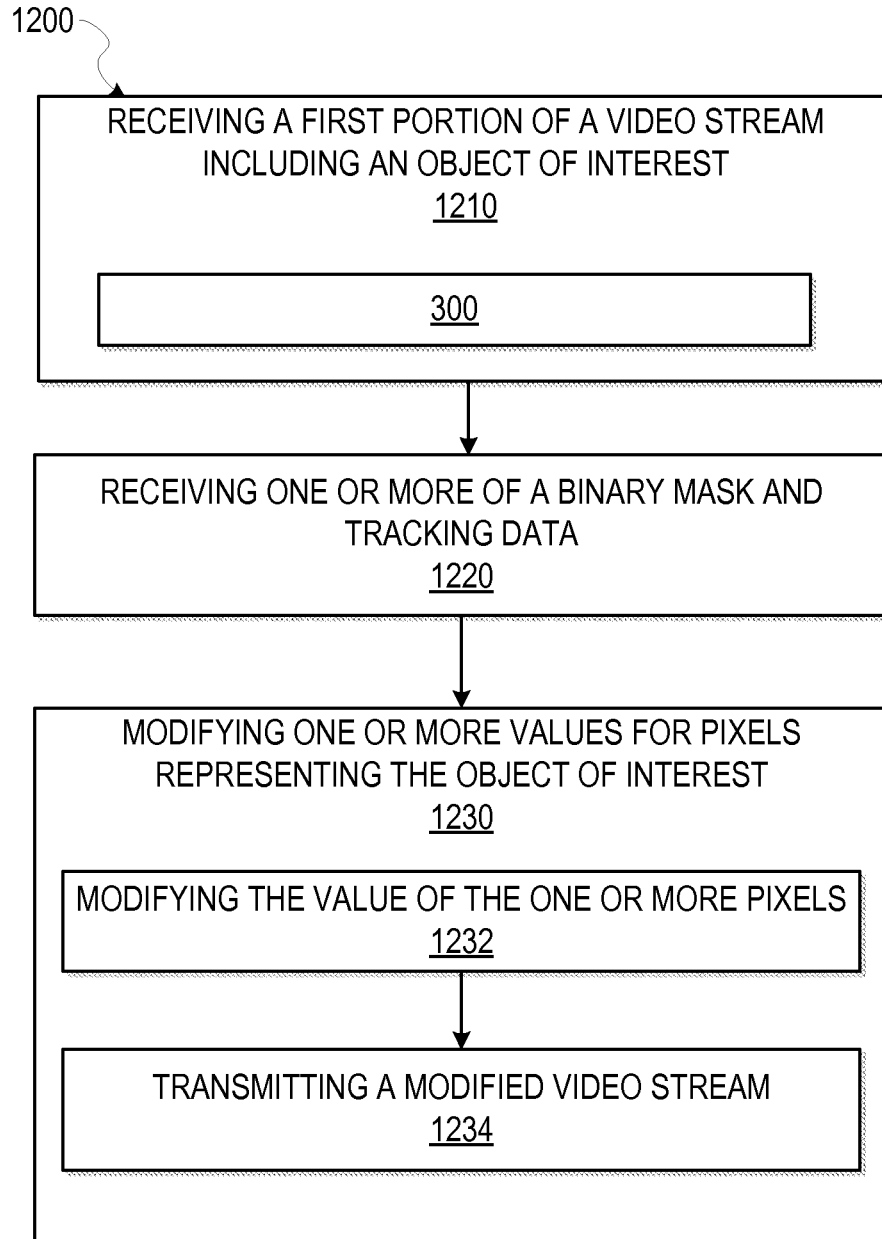 1200
RECEIVING A FIRST PORTION OF A VIDEO STREAM
INCLUDING AN OBJECT OF INTEREST
1210
300
RECEIVING ONE OR MORE OF A BINARY MASK AND
TRACKING DATA
1220
MODIFYING ONE OR MORE VALUES FOR PIXELS
REPRESENTING THE OBJECT OF INTEREST
1230
MODIFYING THE VALUE OF THE ONE OR MORE PIXELS
1232
TRANSMITTING A MODIFIED VIDEO STREAM
1234